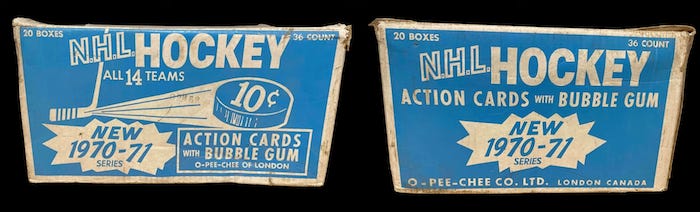 20 BOXES
36 COUNT
N.H.L. HOCKEY
ALL 14 TEAMS
10¢
NEW
1970-71
SERIES
ACTION CARDS
WITH BUBBLE GUM
O-PEE-CHEE OF LONDON
20 BOXES
36 COUNT
N.H.L. HOCKEY
ACTION CARDS WITH BUBBLE GUM
NEW
1970-71
SERIES
O-PEE-CHEE CO. LTD. LONDON CANADA